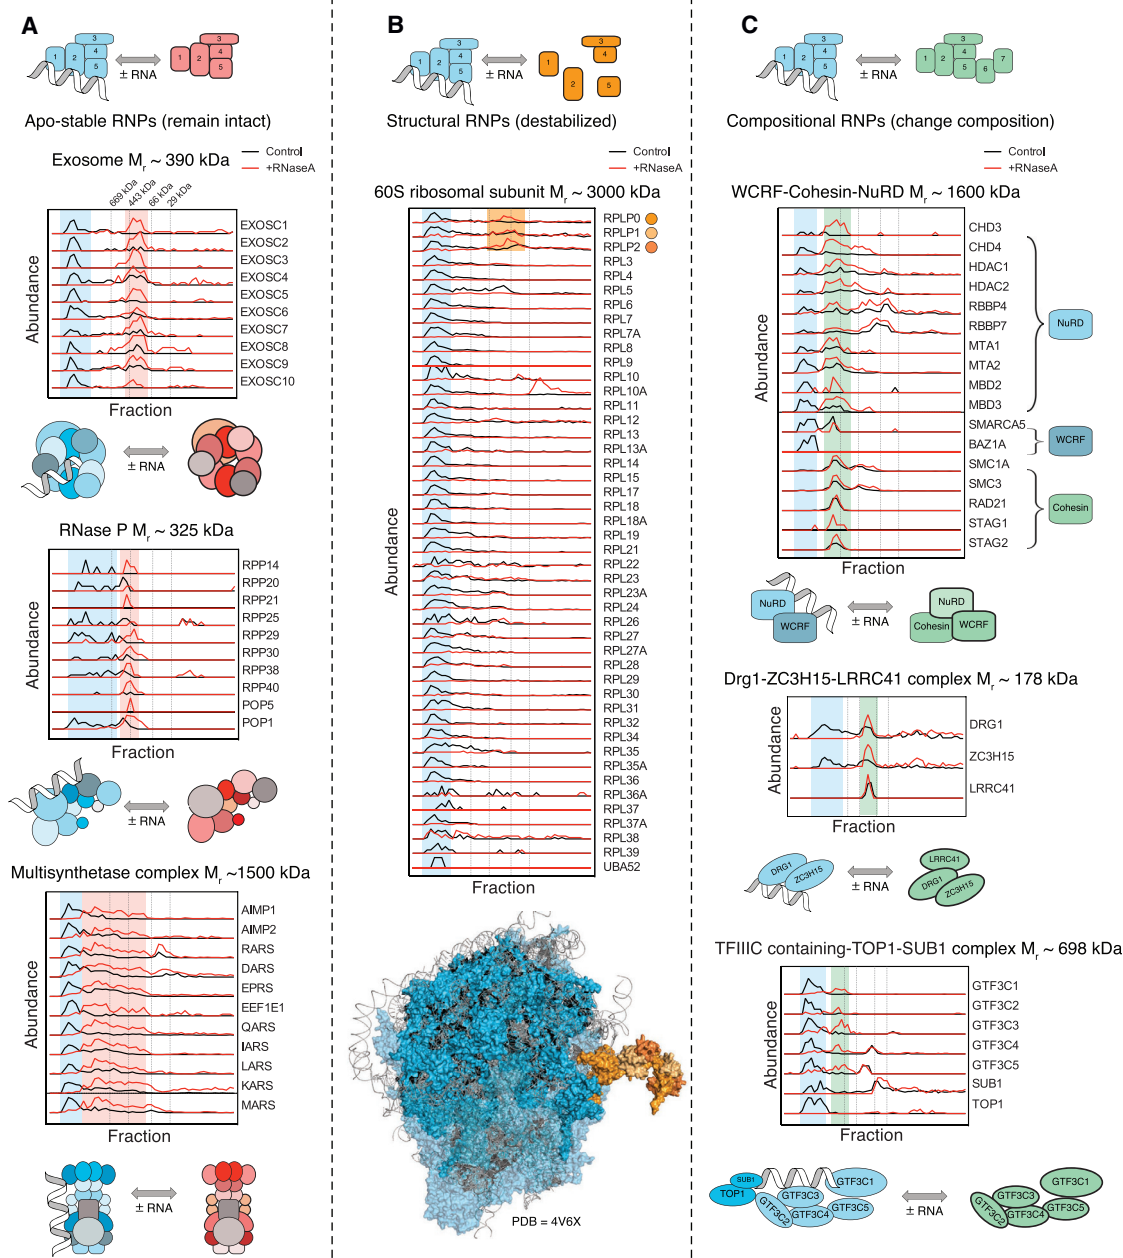 A
3
1
2
4
5
± RNA
3
1
2
4
5
Apo-stable RNPs (remain intact)
Control
+RNaseA
Exosome Mr ~ 390 kDa
669 kDa
443 kDa
66 kDa
29 kDa
EXOSC1
EXOSC2
EXOSC3
EXOSC4
EXOSC5
EXOSC6
EXOSC7
EXOSC8
EXOSC9
EXOSC10
Abundance
Fraction
± RNA
RNase P Mr ~ 325 kDa
RPP14
RPP20
RPP21
RPP25
RPP29
RPP30
RPP38
RPP40
POP5
POP1
Abundance
Fraction
± RNA
Multisynthetase complex Mr ~1500 kDa
AIMP1
AIMP2
RARS
DARS
EPRS
EEF1E1
QARS
IARS
LARS
KARS
MARS
Abundance
Fraction
± RNA
B
3
1
2
4
5
± RNA
3
1
4
2
5
Structural RNPs (destabilized)
Control
+RNaseA
60S ribosomal subunit Mr ~ 3000 kDa
RPLP0
RPLP1
RPLP2
RPL3
RPL4
RPL5
RPL6
RPL7
RPL7A
RPL8
RPL9
RPL10
RPL10A
RPL11
RPL12
RPL13
RPL13A
RPL14
RPL15
RPL17
RPL18
RPL18A
RPL19
RPL21
RPL22
RPL23
RPL23A
RPL24
RPL26
RPL27
RPL27A
RPL28
RPL29
RPL30
RPL31
RPL32
RPL34
RPL35
RPL35A
RPL36
RPL36A
RPL37
RPL37A
RPL38
RPL39
UBA52
Abundance
Fraction
PDB = 4V6X
C
3
1
2
4
5
± RNA
3
1
2
4
5
6
7
Compositional RNPs (change composition)
Control
+RNaseA
WCRF-Cohesin-NuRD Mr ~ 1600 kDa
CHD3
CHD4
HDAC1
HDAC2
RBBP4
RBBP7
MTA1
MTA2
MBD2
MBD3
SMARCA5
BAZ1A
SMC1A
SMC3
RAD21
STAG1
STAG2
NuRD
WCRF
Cohesin
Abundance
Fraction
NuRD
WCRF
± RNA
NuRD
Cohesin
WCRF
Drg1-ZC3H15-LRRC41 complex Mr ~ 178 kDa
DRG1
ZC3H15
LRRC41
Abundance
Fraction
DRG1
ZC3H15
± RNA
LRRC41
DRG1
ZC3H15
TFIIIC containing-TOP1-SUB1 complex Mr ~ 698 kDa
GTF3C1
GTF3C2
GTF3C3
GTF3C4
GTF3C5
SUB1
TOP1
Abundance
Fraction
SUB1
TOP1
GTF3C1
GTF3C3
GTF3C2
GTF3C4
GTF3C5
± RNA
GTF3C1
GTF3C3
GTF3C2
GTF3C4
GTF3C5